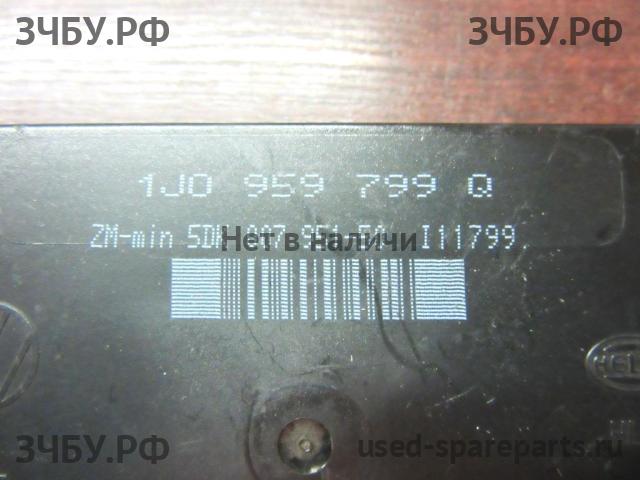 ЗЧБУ.РФ ЗЧБУ.РФ
1J0 959 799 Q
ZM-min I11799
Нет в наличи
ЗЧБУ.РФ used-spareparts.ru